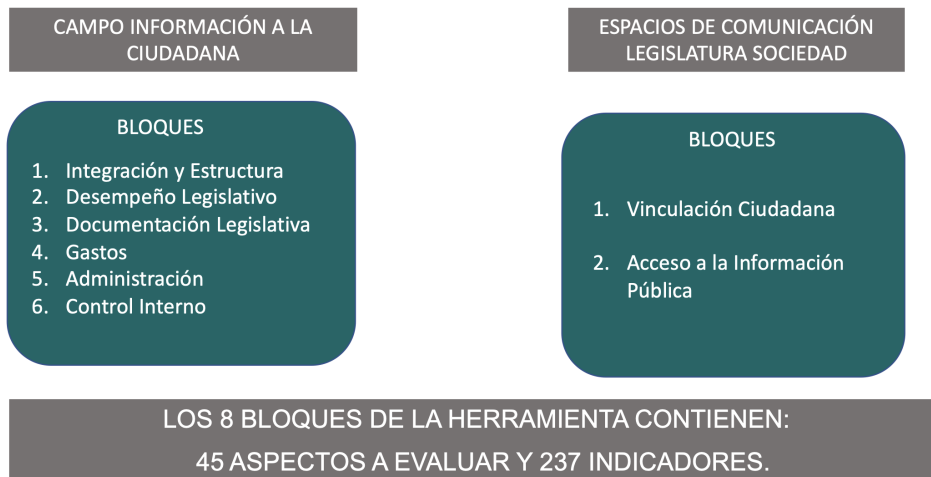 CAMPO INFORMACIÓN A LA
CIUDADANA
BLOQUES
1. Integración y Estructura
2. Desempeño Legislativo
3. Documentación Legislativa
4. Gastos
5. Administración
6. Control Interno
ESPACIOS DE COMUNICACIÓN
LEGISLATURA SOCIEDAD
BLOQUES
1. Vinculación Ciudadana
2. Acceso a la Información
Pública
LOS 8 BLOQUES DE LA HERRAMIENTA CONTIENEN:
45 ASPECTOS A EVALUAR Y 237 INDICADORES.